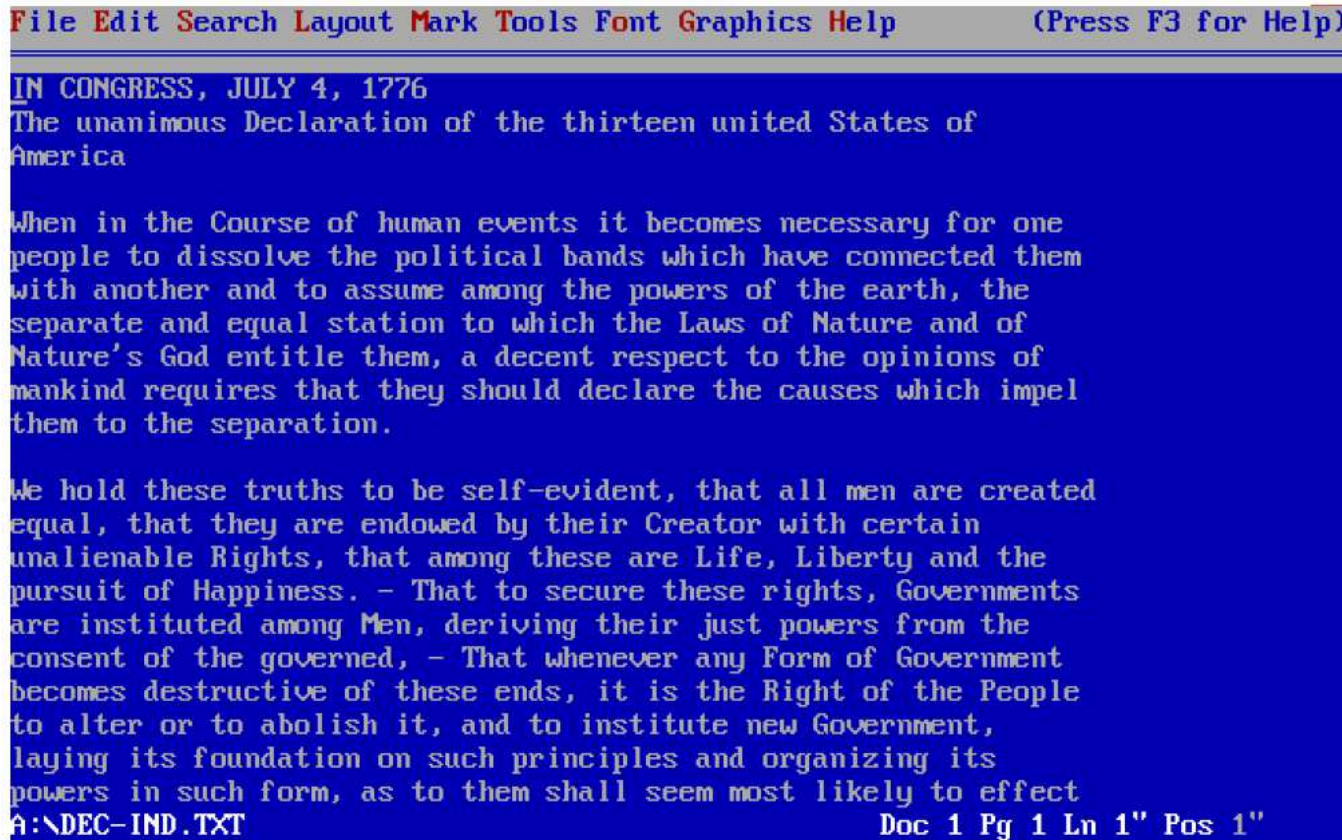 File Edit Search Layout Mark Tools Font Graphics Help (Press F3 for Help)
IN CONGRESS, JULY 4, 1776
The unanimous Declaration of the thirteen united States of
America
When in the Course of human events it becomes necessary for one
people to dissolve the political bands which have connected them
with another and to assume among the powers of the earth, the
separate and equal station to which the Laws of Nature and of
Nature's God entitle them, a decent respect to the opinions of
mankind requires that they should declare the causes which impel
them to the separation.
We hold these truths to be self-evident, that all men are created
equal, that they are endowed by their Creator with certain
unalienable Rights, that among these are Life, Liberty and the
pursuit of Happiness. - That to secure these rights, Governments
are instituted among Men, deriving their just powers from the
consent of the governed, - That whenever any Form of Government
becomes destructive of these ends, it is the Right of the People
to alter or to abolish it, and to institute new Government,
laying its foundation on such principles and organizing its
powers in such form, as to them shall seem most likely to effect
A:\DEC-IND.TXT Doc 1 Pg 1 Ln 1" Pos 1"